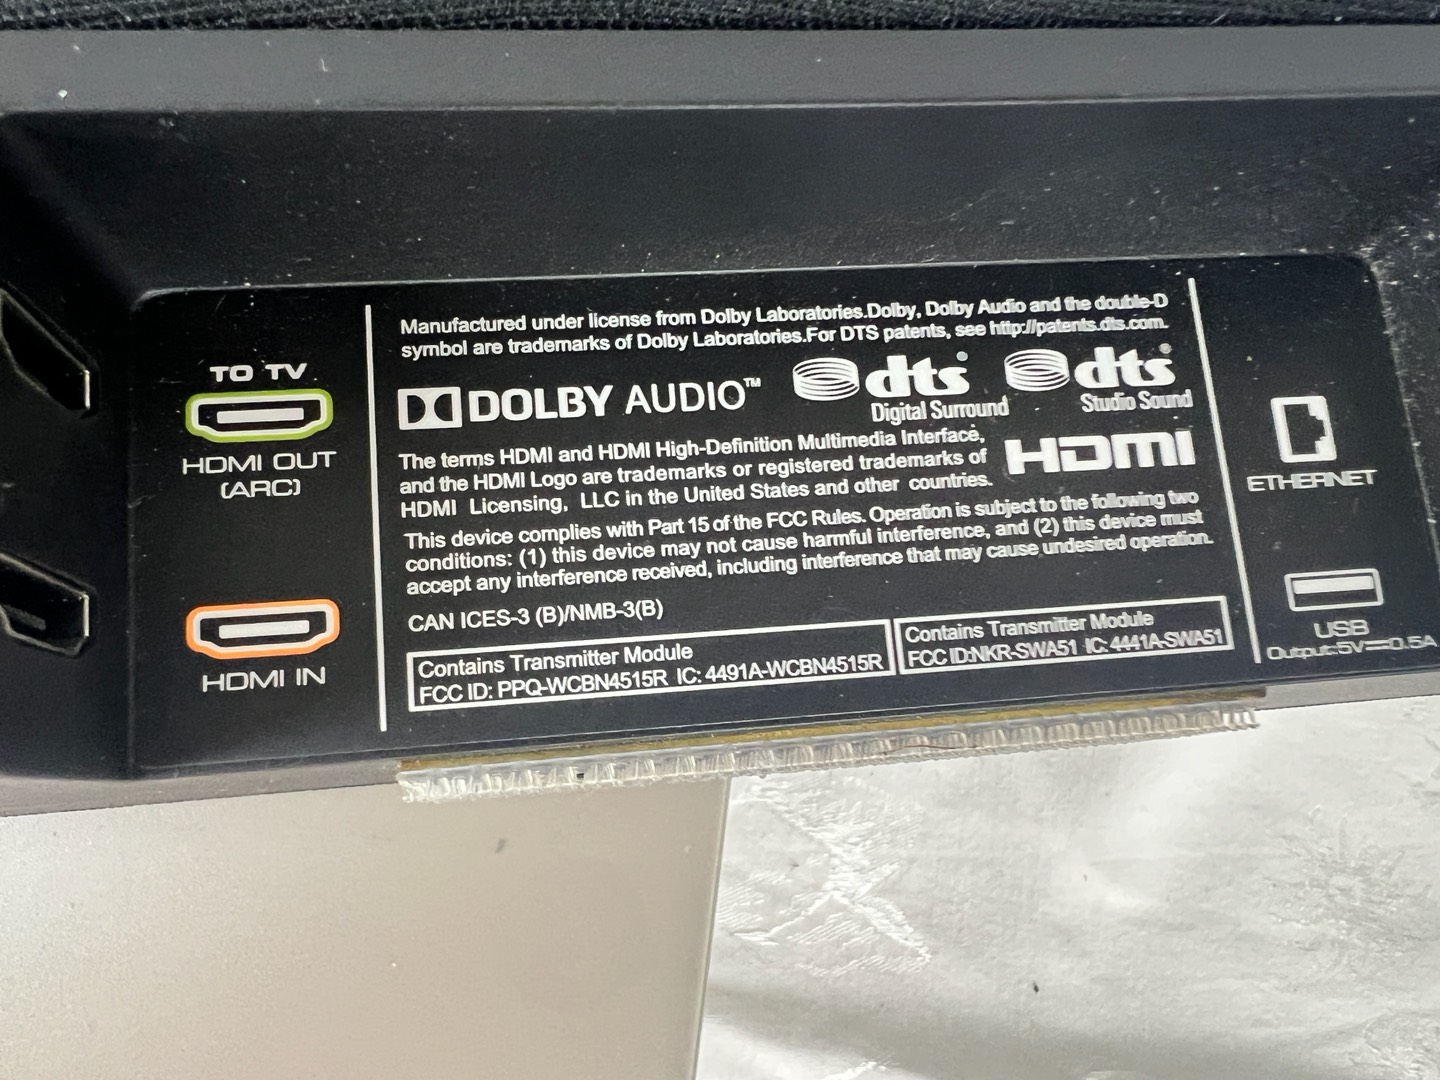 TO TV
HDMI OUT
(ARC)
HDMI IN
Manufactured under license from Dolby Laboratories.Dolby, Dolby Audio and the double-D
symbol are trademarks of Dolby Laboratories.For DTS patents, see http://patents.dts.com.
DOLBY AUDIO™
dts
Digital Surround
dts
Studio Sound
The terms HDMI and HDMI High-Definition Multimedia Interface,
and the HDMI Logo are trademarks or registered trademarks of
HDMI Licensing, LLC in the United States and other countries.
HDMI
This device complies with Part 15 of the FCC Rules. Operation is subject to the following two
conditions: (1) this device may not cause harmful interference, and (2) this device must
accept any interference received, including interference that may cause undesired operation.
CAN ICES-3 (B)/NMB-3(B)
Contains Transmitter Module
FCC ID: PPQ-WCBN4515R IC: 4491A-WCBN4515R
Contains Transmitter Module
FCC ID:NKR-SWA51 IC: 4441A-SWA51
ETHERNET
USB
Output:5V⎓0.5A